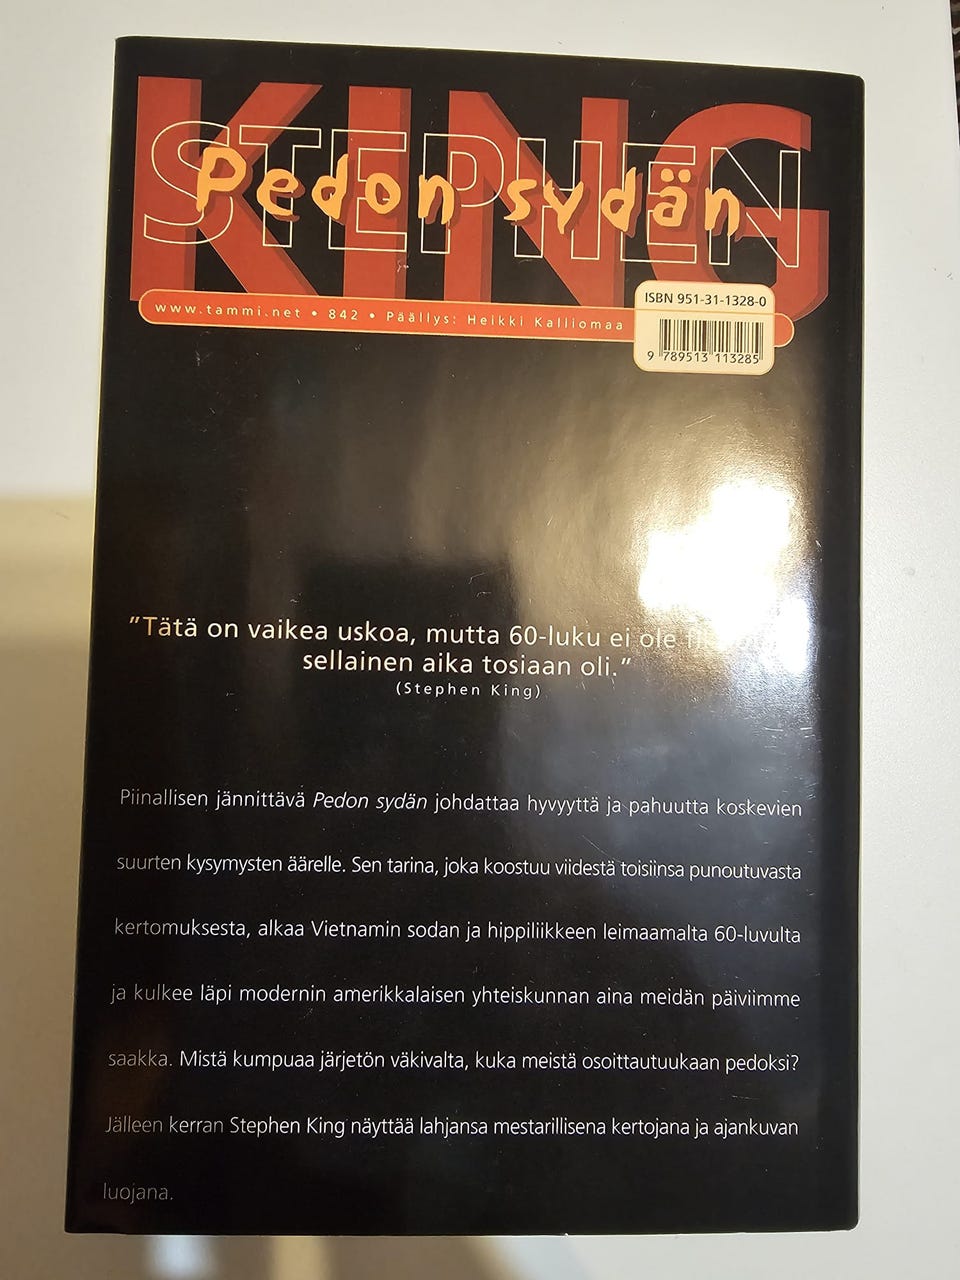 KING
STEPHEN
Pedon sydän
www.tammi.net • 842 • Päällys: Heikki Kalliomaa
ISBN 951-31-1328-0
9 789513 113285
”Tätä on vaikea uskoa, mutta 60-luku ei ole
sellainen aika tosiaan oli.”
(Stephen King)
Piinallisen jännittävä Pedon sydän johdattaa hyvyyttä ja pahuutta koskevien
suurten kysymysten äärelle. Sen tarina, joka koostuu viidestä toisiinsa punoutuvasta
kertomuksesta, alkaa Vietnamin sodan ja hippiliikkeen leimaamalta 60-luvulta
ja kulkee läpi modernin amerikkalaisen yhteiskunnan aina meidän päiviimme
saakka. Mistä kumpuaa järjetön väkivalta, kuka meistä osoittautuukaan pedoksi?
Jälleen kerran Stephen King näyttää lahjansa mestarillisena kertojana ja ajankuvan
luojana.